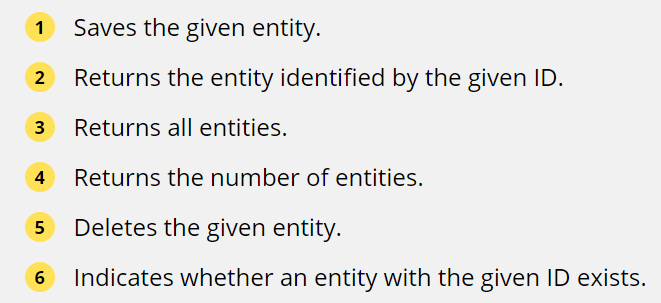 1 Saves the given entity.
2 Returns the entity identified by the given ID.
3 Returns all entities.
4 Returns the number of entities.
5 Deletes the given entity.
6 Indicates whether an entity with the given ID exists.